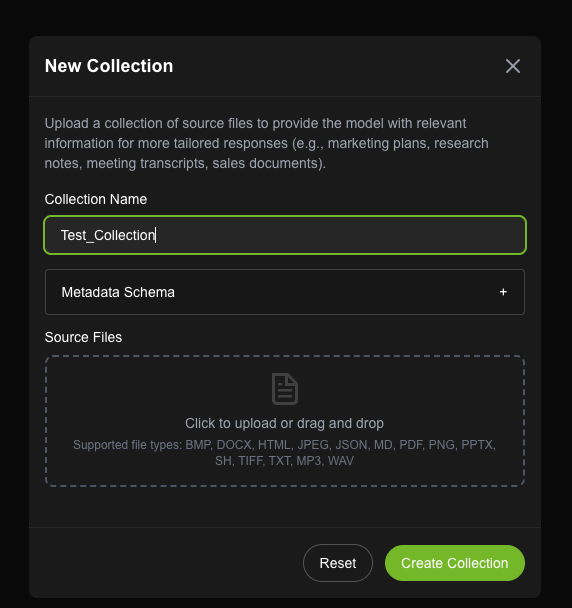 New Collection
Upload a collection of source files to provide the model with relevant
information for more tailored responses (e.g., marketing plans, research
notes, meeting transcripts, sales documents).
Collection Name
Test_Collection
Metadata Schema +
Source Files
Click to upload or drag and drop
Supported file types: BMP, DOCX, HTML, JPEG, JSON, MD, PDF, PNG, PPTX,
SH, TIFF, TXT, MP3, WAV
Reset Create Collection